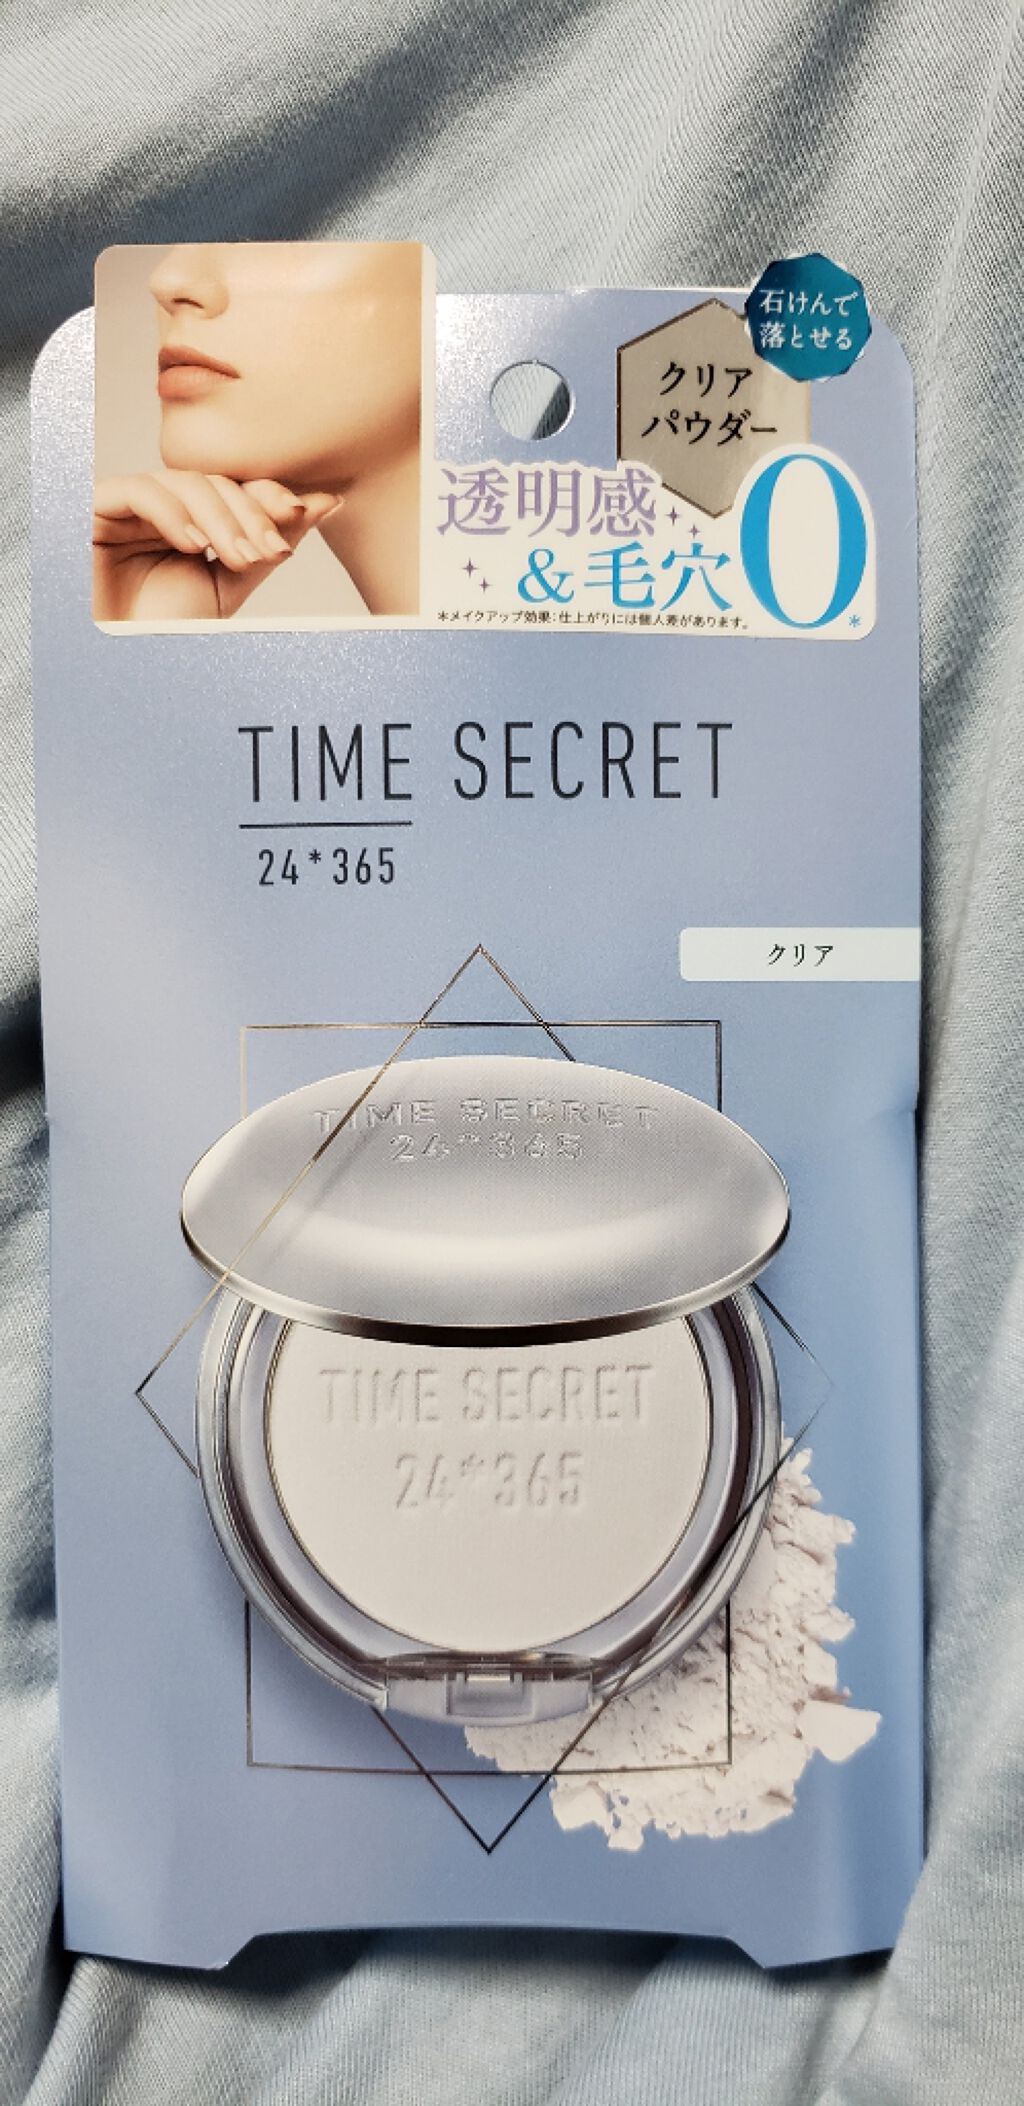 石けんで
落とせる
クリア
パウダー
透明感
&毛穴0*
*メイクアップ効果:仕上がりには個人差があります。
TIME SECRET
24*365
クリア
TIME SECRET
24*365
TIME SECRET
24*365